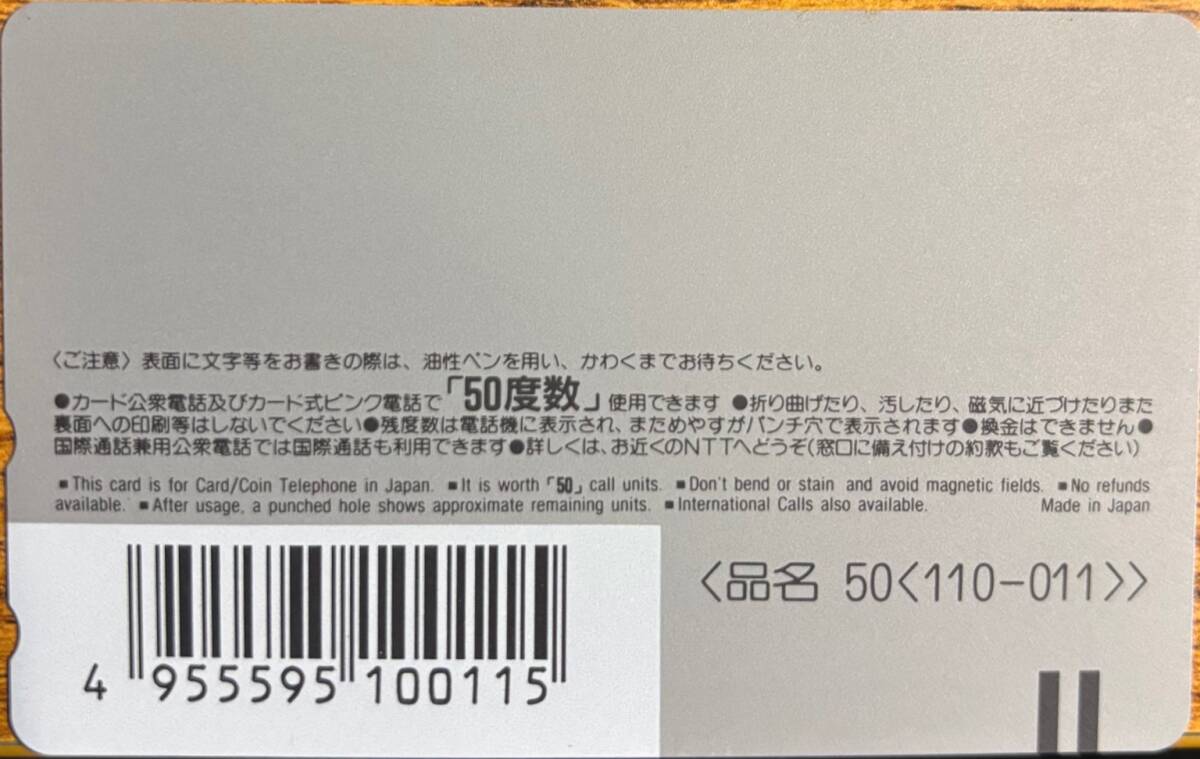 〈ご注意〉表面に文字等をお書きの際は、油性ペンを用い、かわくまでお待ちください。
●カード公衆電話及びカード式ピンク電話で「50度数」使用できます ●折り曲げたり、汚したり、磁気に近づけたりまた
裏面への印刷等はしないでください●残度数は電話機に表示され、まためやすがパンチ穴で表示されます●換金はできません●
国際通話兼用公衆電話では国際通話も利用できます●詳しくは、お近くのNTTへどうぞ(窓口に備え付けの約款もご覧ください)
■This card is for Card/Coin Telephone in Japan. ■It is worth「50」call units. ■Don't bend or stain and avoid magnetic fields. ■No refunds
available. ■After usage, a punched hole shows approximate remaining units. ■International Calls also available. Made in Japan
〈品名 50〈110-011〉〉
4 955595 100115